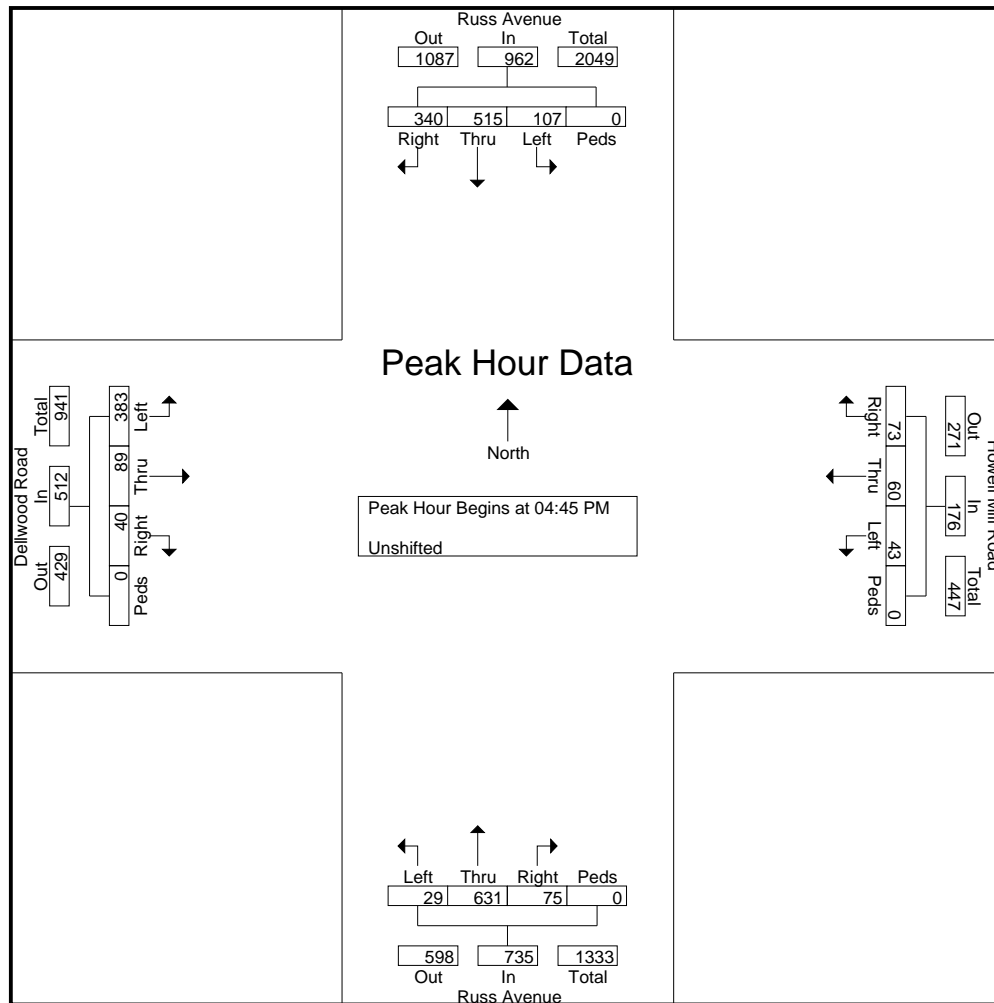 Russ Avenue
Out In Total
1087 962 2049
340 515 107 0
Right Thru Left Peds
Peak Hour Data
North
Peak Hour Begins at 04:45 PM
Unshifted
Dellwood Road
Out In Total
429 512 941
0 40 89 383
Peds Right Thru Left
Out In Total
271 176 447
73 60 43 0
Right Thru Left Peds
Left Thru Right Peds
29 631 75 0
598 735 1333
Out In Total
Russ Avenue